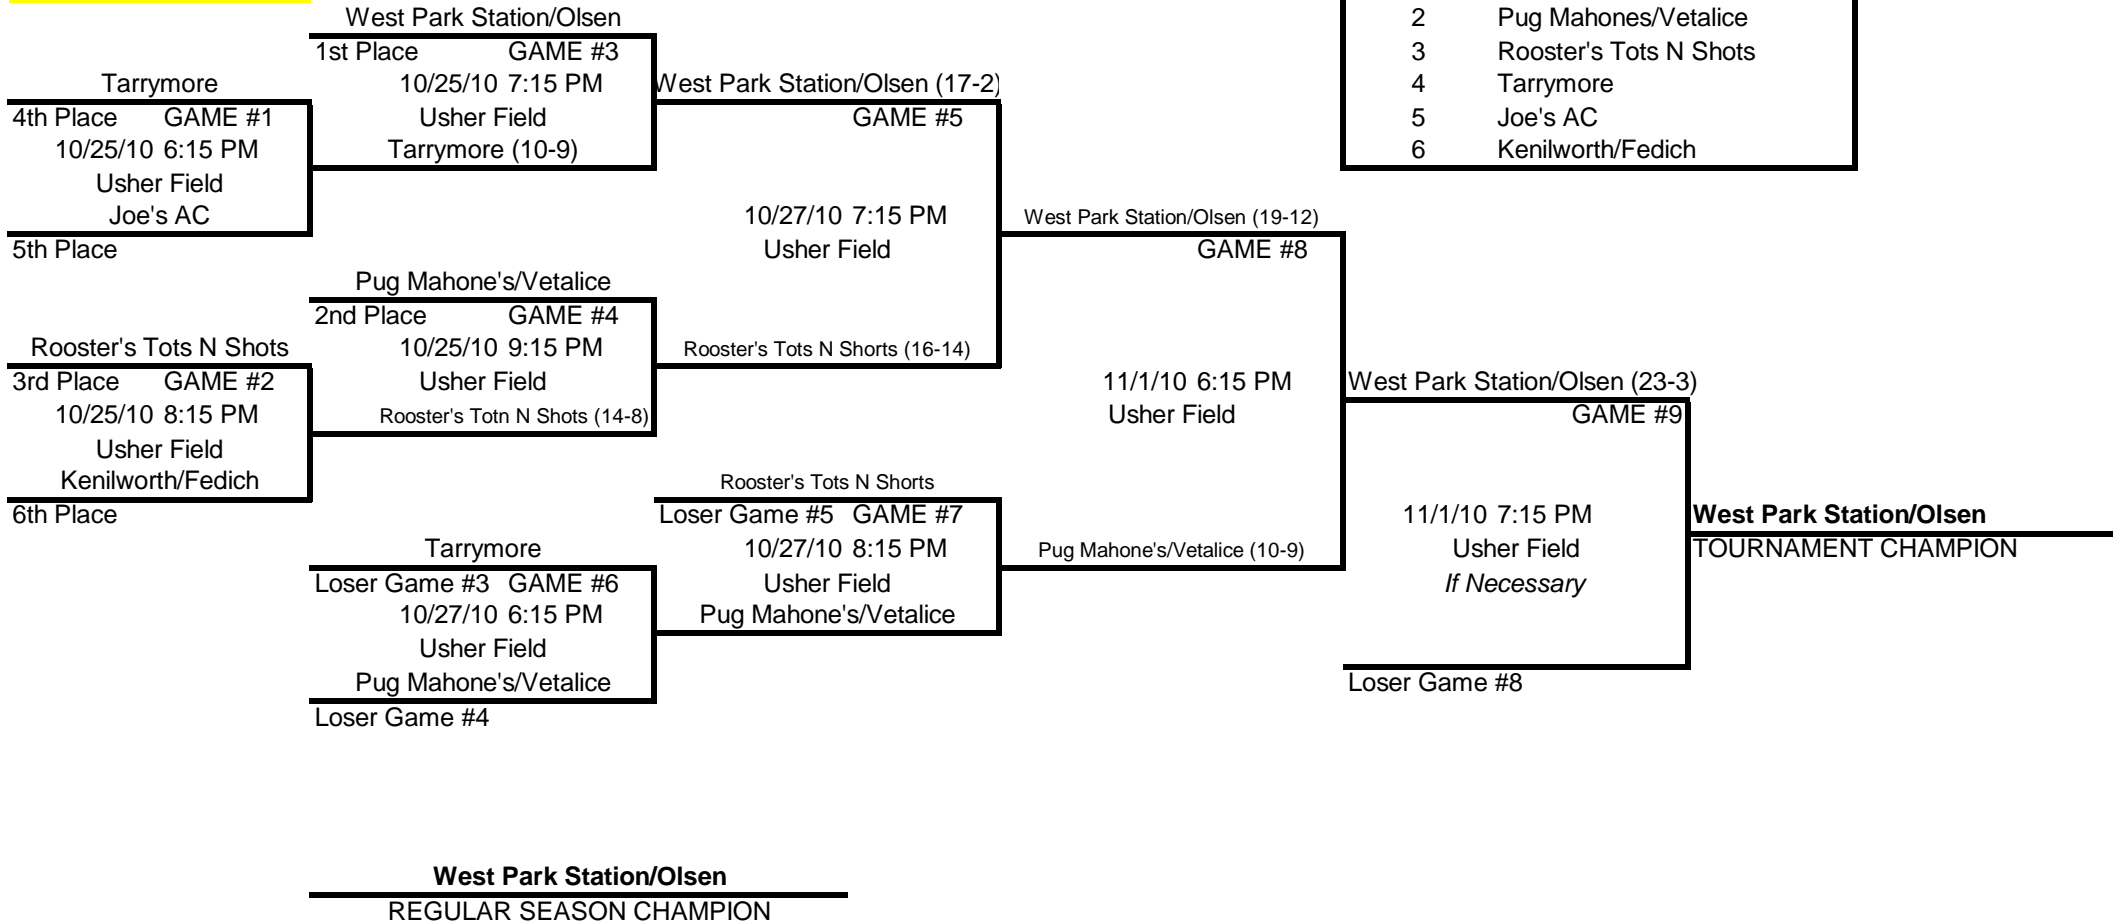 West Park Station/Olsen
1st Place GAME #3
10/25/10 7:15 PM
Usher Field
Tarrymore (10-9)
Tarrymore
4th Place GAME #1
10/25/10 6:15 PM
Usher Field
Joe's AC
5th Place
West Park Station/Olsen (17-2)
GAME #5
10/27/10 7:15 PM
Usher Field
2 Pug Mahones/Vetalice
3 Rooster's Tots N Shots
4 Tarrymore
5 Joe's AC
6 Kenilworth/Fedich
West Park Station/Olsen (19-12)
GAME #8
11/1/10 6:15 PM
Usher Field
Pug Mahone's/Vetalice
2nd Place GAME #4
10/25/10 9:15 PM
Usher Field
Rooster's Totn N Shots (14-8)
Rooster's Tots N Shots
3rd Place GAME #2
10/25/10 8:15 PM
Usher Field
Kenilworth/Fedich
6th Place
Rooster's Tots N Shorts (16-14)
West Park Station/Olsen (23-3)
GAME #9
11/1/10 7:15 PM
Usher Field
If Necessary
Loser Game #8
West Park Station/Olsen
TOURNAMENT CHAMPION
Rooster's Tots N Shorts
Loser Game #5 GAME #7
10/27/10 8:15 PM
Usher Field
Pug Mahone's/Vetalice
Pug Mahone's/Vetalice (10-9)
Tarrymore
Loser Game #3 GAME #6
10/27/10 6:15 PM
Usher Field
Pug Mahone's/Vetalice
Loser Game #4
West Park Station/Olsen
REGULAR SEASON CHAMPION